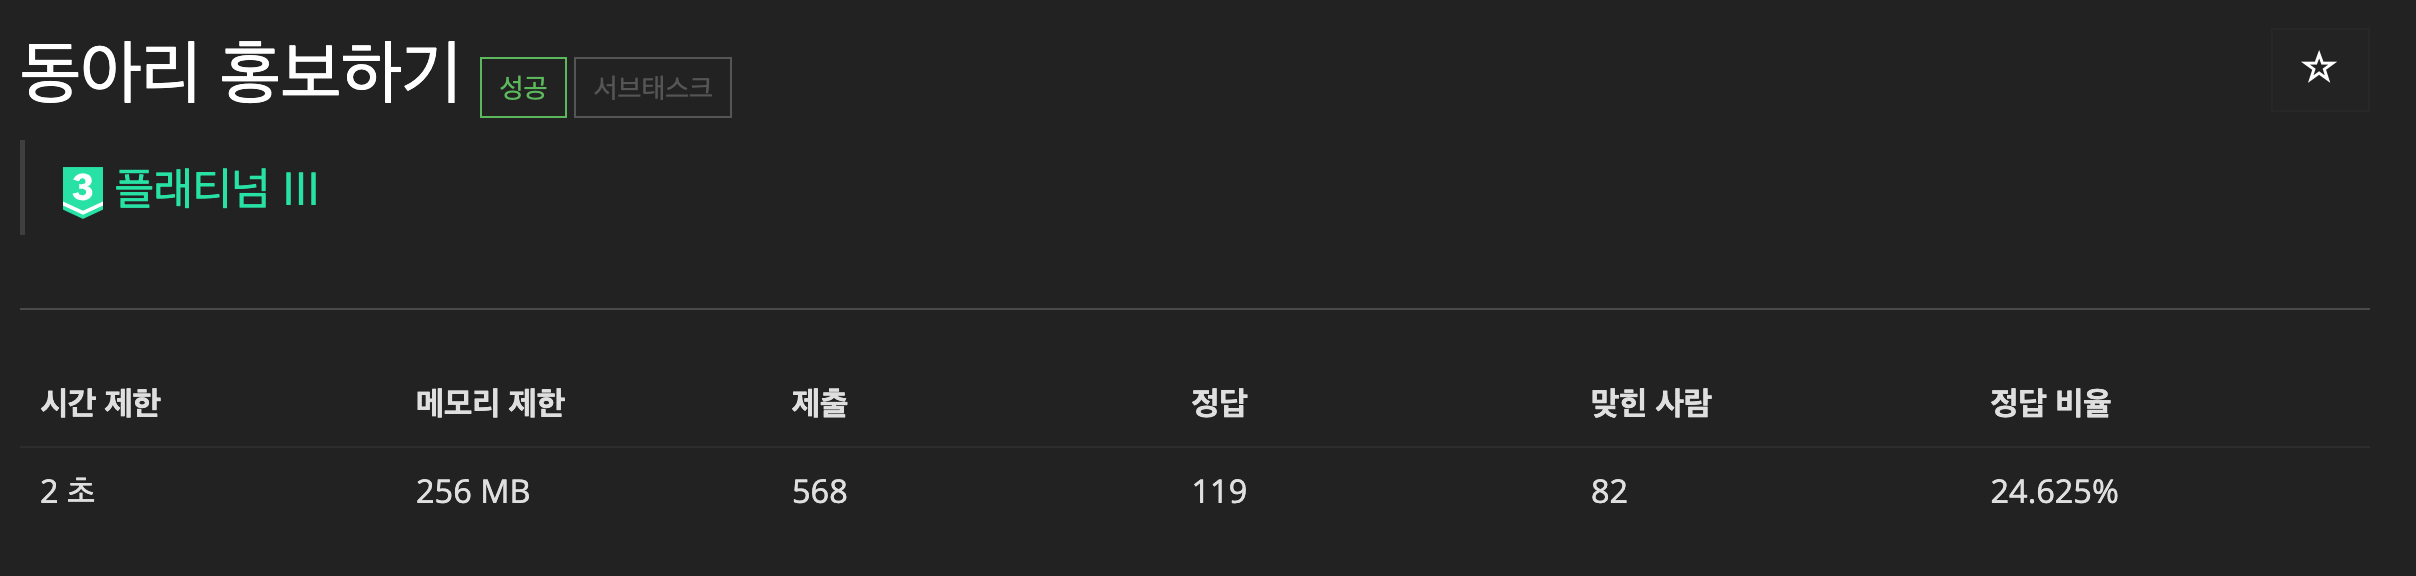 동아리 홍보하기 성공 서브태스크
3 플래티넘 III
시간 제한 메모리 제한 제출 정답 맞힌 사람 정답 비율
2 초 256 MB 568 119 82 24.625%